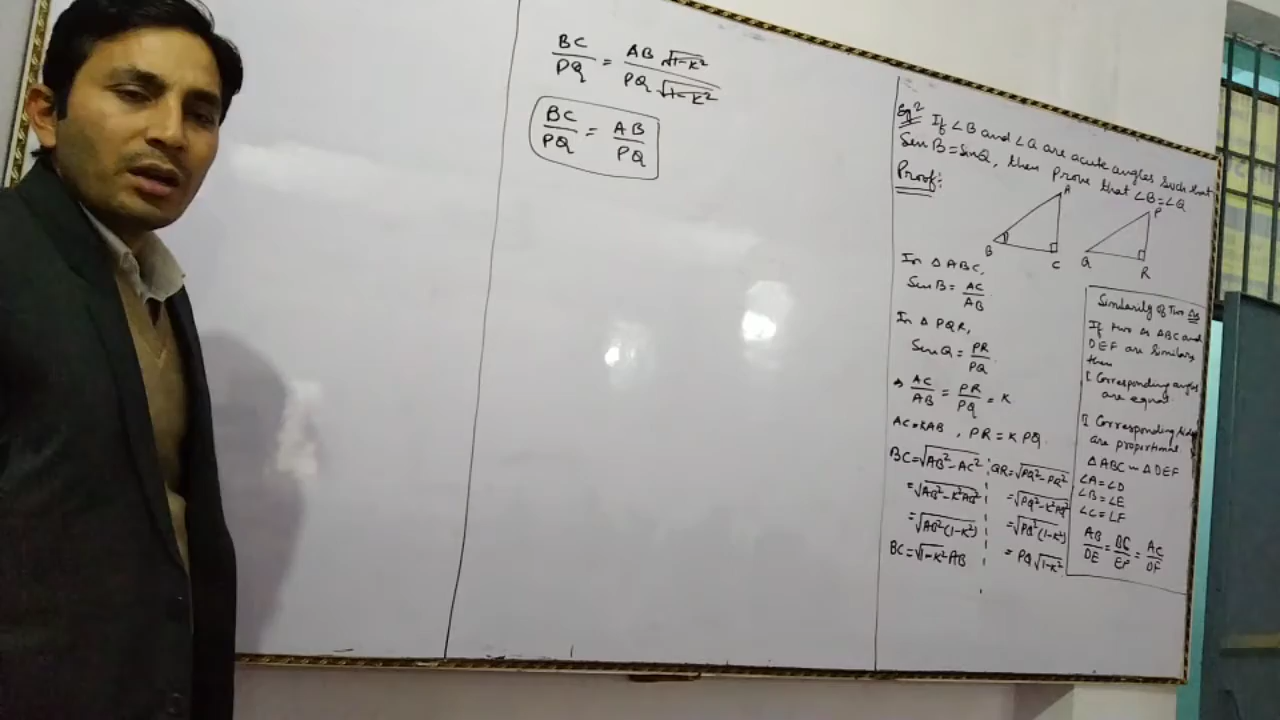 BC/PQ = AB √1-K² / PQ √1-K²
BC/PQ = AB/PQ
Eg² If ∠B and ∠Q are acute angles such that
Sin B = Sin Q, then prove that ∠B = ∠Q
Proof:
A
B
C
P
Q
R
In △ABC,
Sin B = AC/AB
In △PQR,
Sin Q = PR/PQ
⇒ AC/AB = PR/PQ = K
AC = KAB , PR = K PQ.
BC = √AB² - AC² ; QR = √PQ² - PR²
= √AB² - K²AB²
= √PQ² - K²PQ²
= √AB²(1-K²)
= √PQ²(1-K²)
BC = √1-K² AB
= PQ √1-K²
Similarity of Two △s
If two △s ABC and
DEF are similar,
then
I Corresponding angles
are equal
II Corresponding sides
are proportional
△ABC ~ △DEF
∠A = ∠D
∠B = ∠E
∠C = ∠F
AB/DE = BC/EF = AC/DF